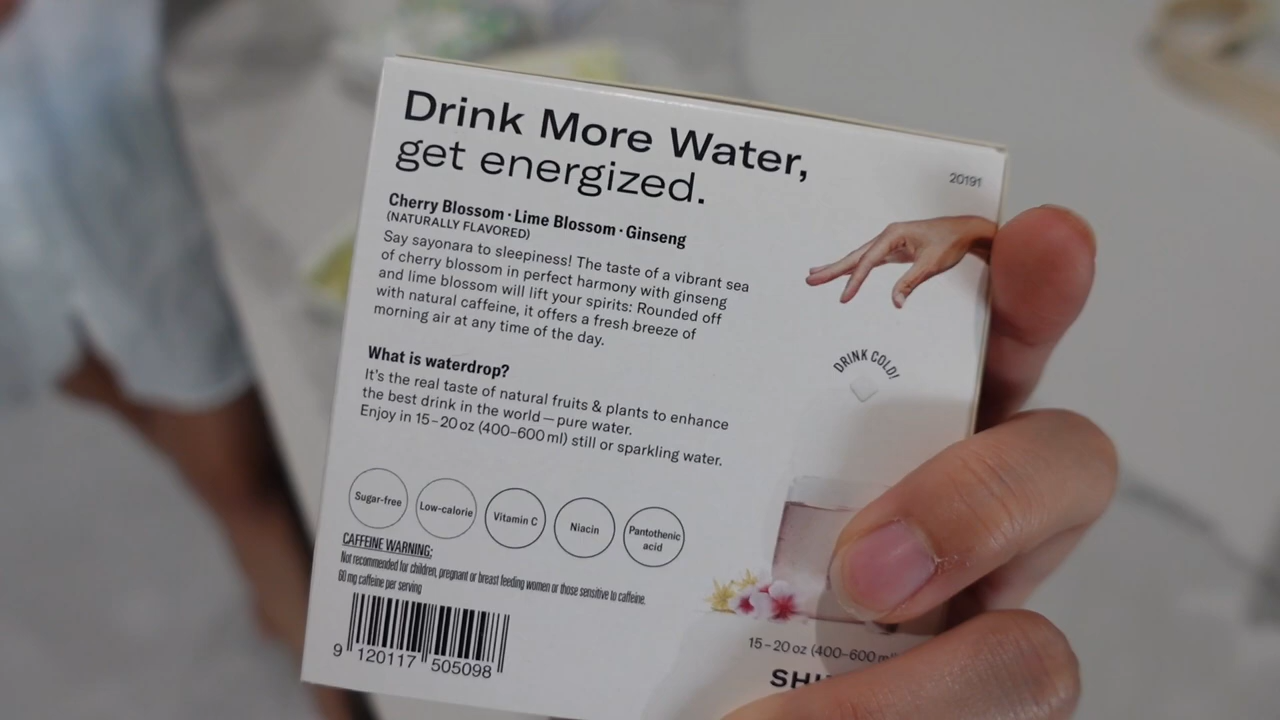 Drink More Water,
get energized.
20191
Cherry Blossom · Lime Blossom · Ginseng
(NATURALLY FLAVORED)
Say sayonara to sleepiness! The taste of a vibrant sea
of cherry blossom in perfect harmony with ginseng
and lime blossom will lift your spirits: Rounded off
with natural caffeine, it offers a fresh breeze of
morning air at any time of the day.
DRINK COLD!
What is waterdrop?
It's the real taste of natural fruits & plants to enhance
the best drink in the world — pure water.
Enjoy in 15–20 oz (400–600 ml) still or sparkling water.
Sugar-free
Low-calorie
Vitamin C
Niacin
Pantothenic
acid
CAFFEINE WARNING:
Not recommended for children, pregnant or breast feeding women or those sensitive to caffeine.
60 mg caffeine per serving
9 120117 505098
15–20 oz (400–600 ml